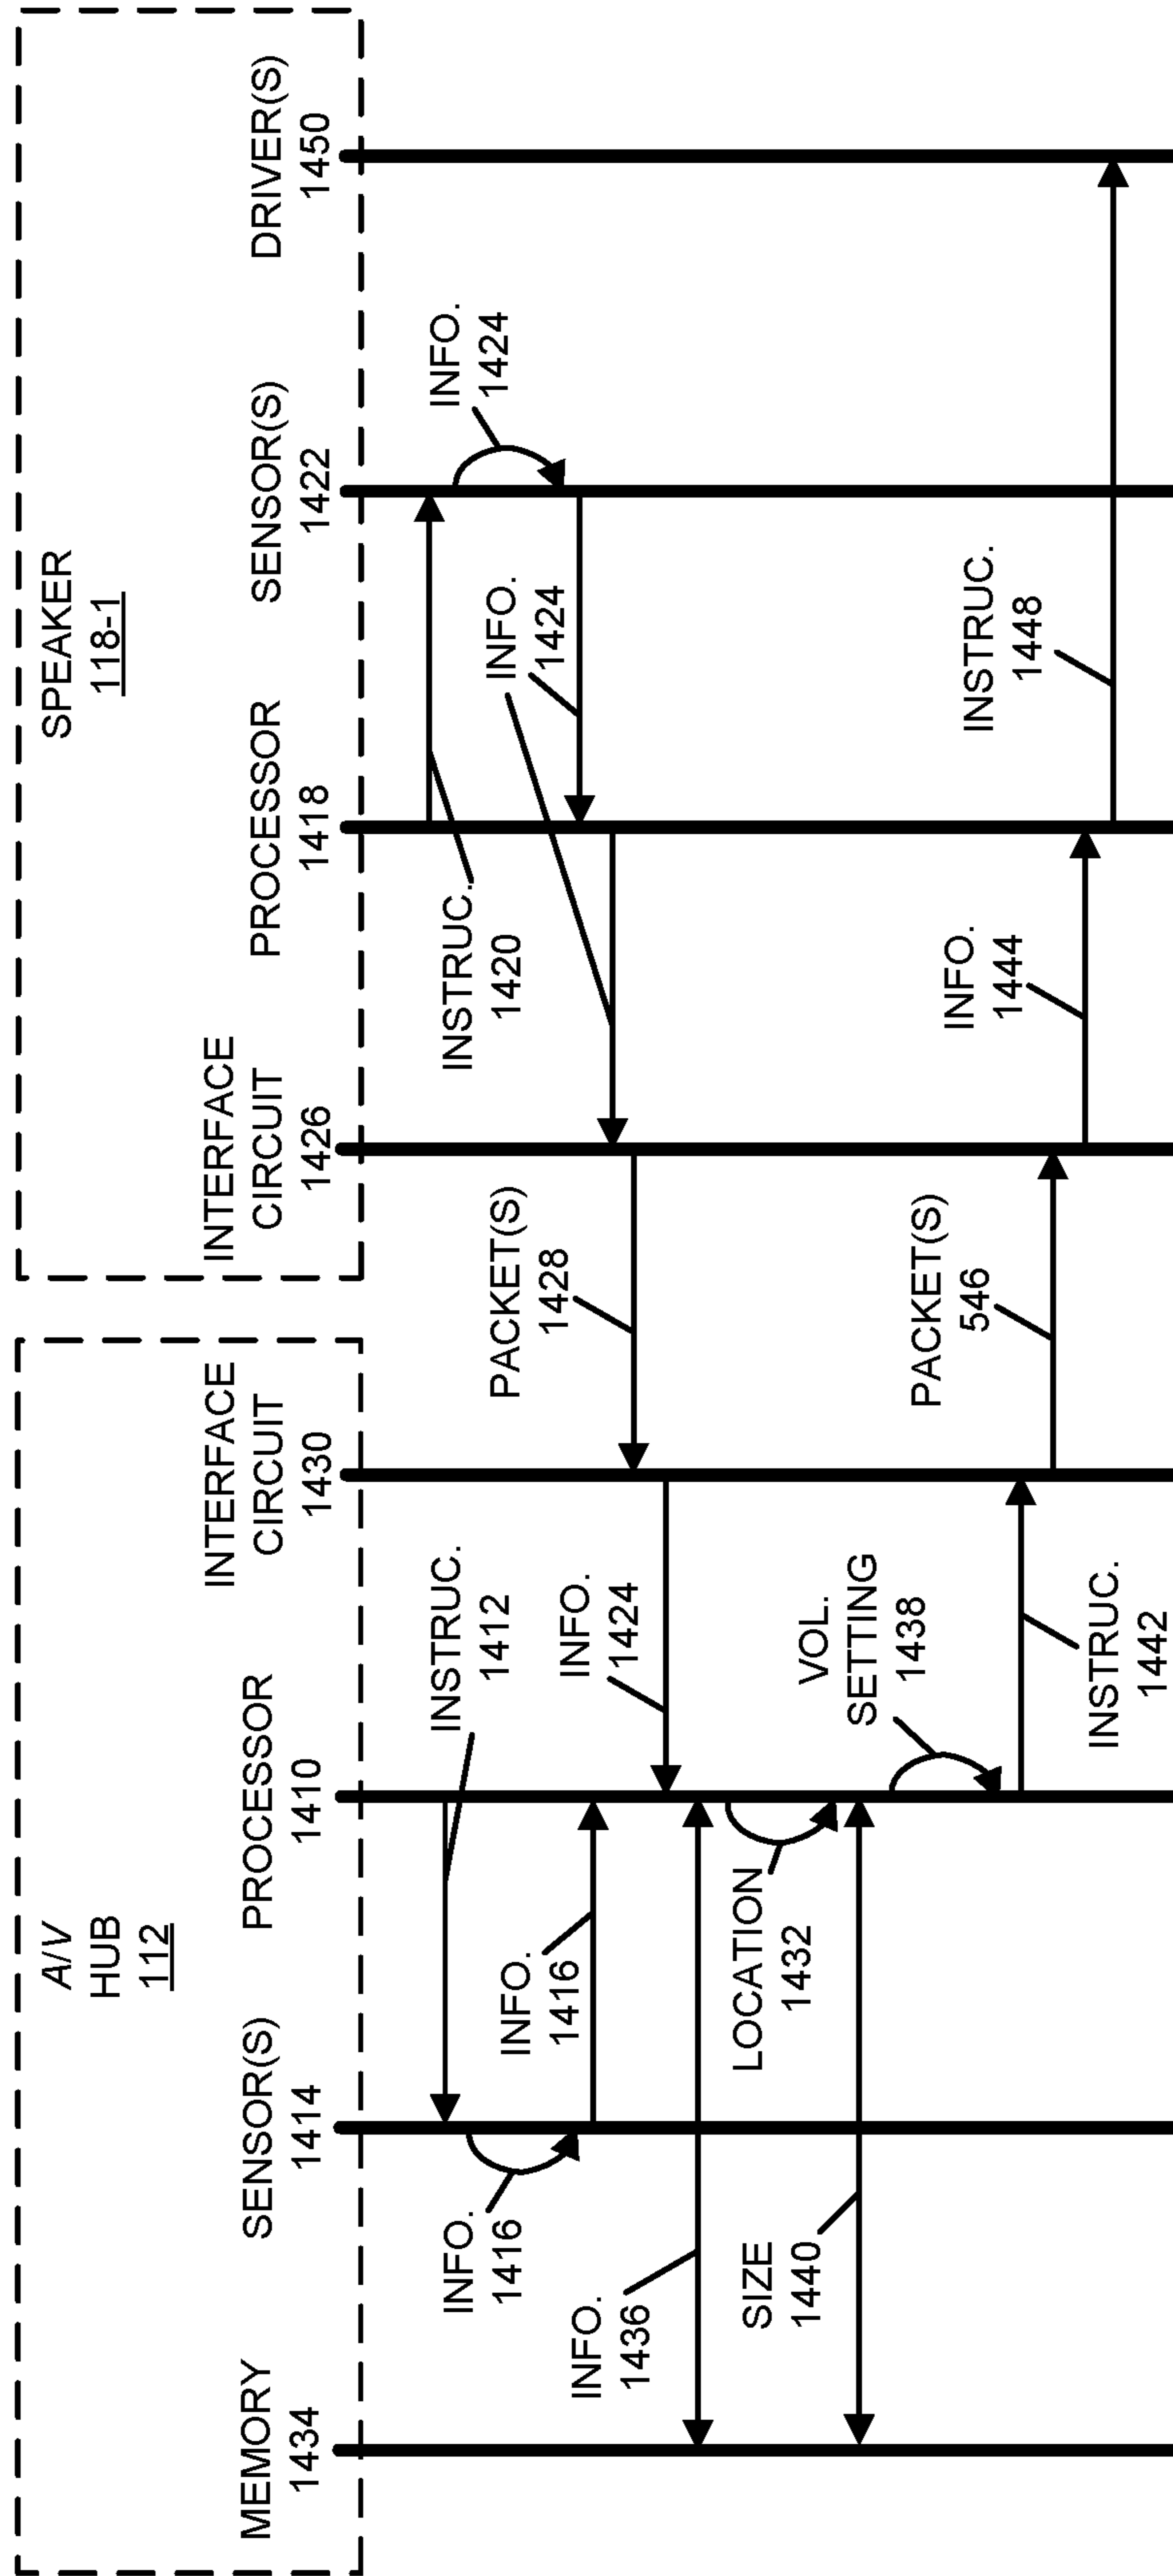 A/V
HUB
112
SPEAKER
118-1
MEMORY
1434
SENSOR(S)
1414
PROCESSOR
1410
INTERFACE
CIRCUIT
1430
INTERFACE
CIRCUIT
1426
PROCESSOR
1418
SENSOR(S)
1422
DRIVER(S)
1450
INSTRUC.
1412
INFO.
1416
INFO.
1416
INSTRUC.
1420
INFO.
1424
INFO.
1424
PACKET(S)
1428
INFO.
1424
INFO.
1436
LOCATION
1432
SIZE
1440
VOL.
SETTING
1438
INSTRUC.
1442
PACKET(S)
546
INFO.
1444
INSTRUC.
1448